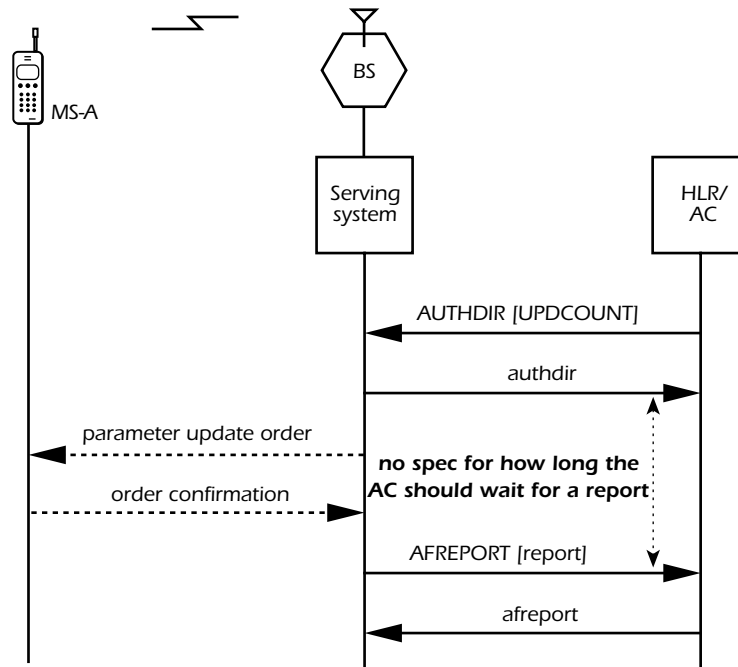 BS
MS-A
Serving
system
HLR/
AC
AUTHDIR [UPDCOUNT]
authdir
parameter update order
no spec for how long the
AC should wait for a report
order confirmation
AFREPORT [report]
afreport